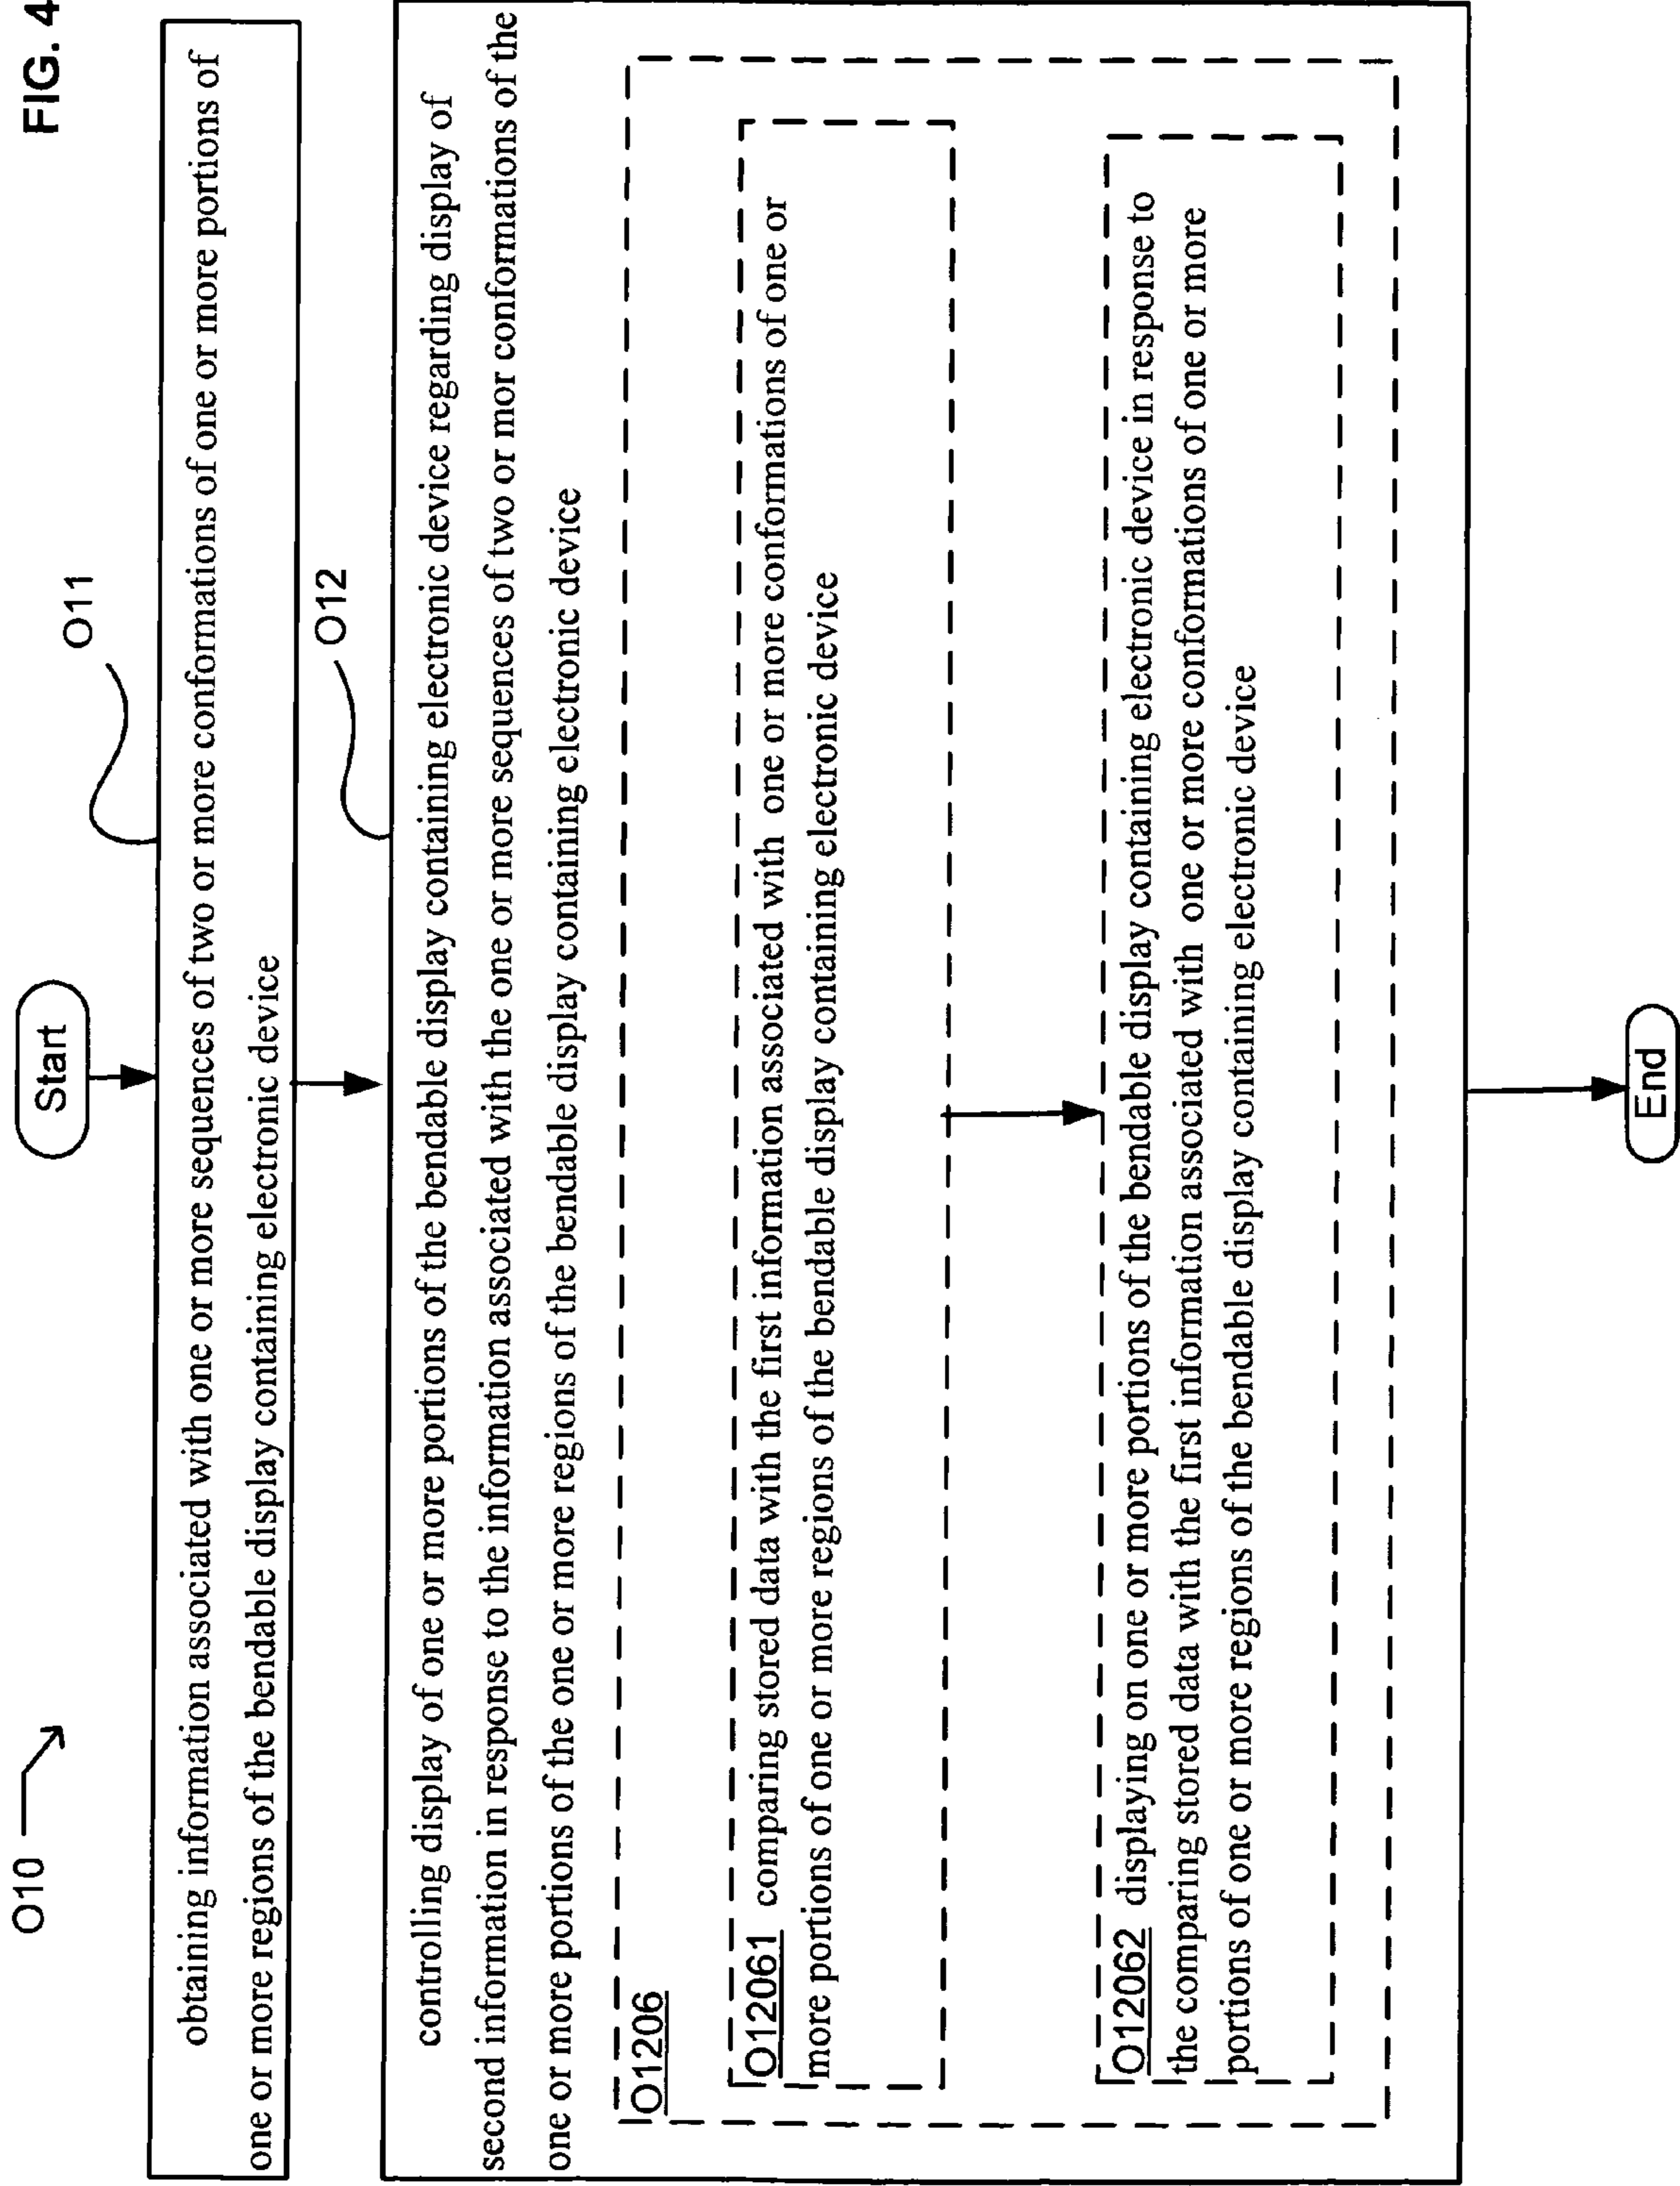 FIG. 4
O10
Start
O11
obtaining information associated with one or more sequences of two or more conformations of one or more portions of
one or more regions of the bendable display containing electronic device
O12
controlling display of one or more portions of the bendable display containing electronic device regarding display of
second information in response to the information associated with the one or more sequences of two or mor conformations of the
one or more portions of the one or more regions of the bendable display containing electronic device
O1206
O12061 comparing stored data with the first information associated with one or more conformations of one or
more portions of one or more regions of the bendable display containing electronic device
O12062 displaying on one or more portions of the bendable display containing electronic device in response to
the comparing stored data with the first information associated with one or more conformations of one or more
portions of one or more regions of the bendable display containing electronic device
End